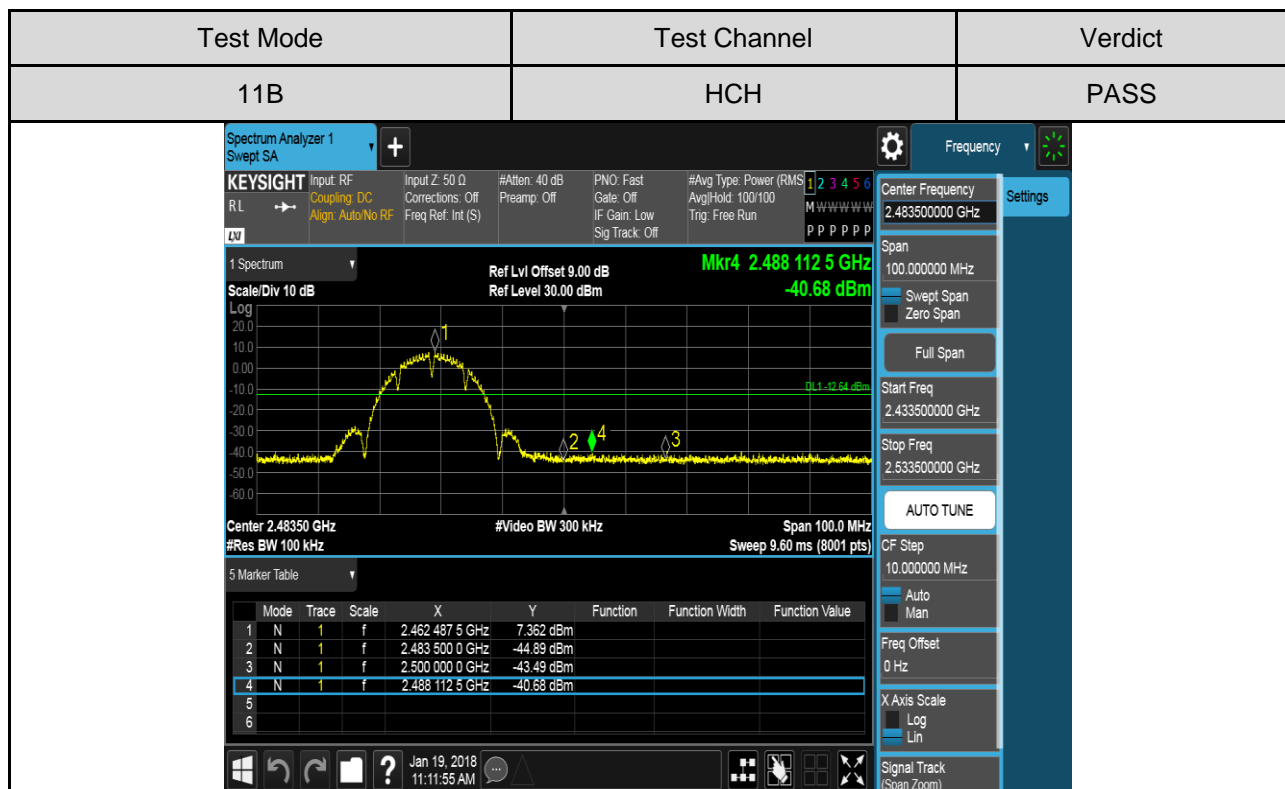 Test Mode Test Channel Verdict
11B HCH PASS
Spectrum Analyzer 1
Swept SA
+
Frequency
KEYSIGHT Input: RF Input Z: 50 Ω #Atten: 40 dB PNO: Fast #Avg Type: Power (RMS 1 2 3 4 5 6
RL Coupling: DC Corrections: Off Preamp: Off Gate: Off Avg|Hold: 100/100 M W W W W W
Align: Auto/No RF Freq Ref: Int (S) IF Gain: Low Trig: Free Run
LXI Sig Track: Off P P P P P P
1 Spectrum
Ref Lvl Offset 9.00 dB Mkr4 2.488 112 5 GHz
Scale/Div 10 dB Ref Level 30.00 dBm -40.68 dBm
Log
20.0
10.0
0.00
-10.0
-20.0
-30.0
-40.0
-50.0
-60.0
1
DL1 -12.64 dBm
2 4 3
Center 2.48350 GHz #Video BW 300 kHz Span 100.0 MHz
#Res BW 100 kHz Sweep 9.60 ms (8001 pts)
5 Marker Table
Mode Trace Scale X Y Function Function Width Function Value
1 N 1 f 2.462 487 5 GHz 7.362 dBm
2 N 1 f 2.483 500 0 GHz -44.89 dBm
3 N 1 f 2.500 000 0 GHz -43.49 dBm
4 N 1 f 2.488 112 5 GHz -40.68 dBm
5
6
Jan 19, 2018
11:11:55 AM
?
Center Frequency
2.483500000 GHz
Settings
Span
100.000000 MHz
Swept Span
Zero Span
Full Span
Start Freq
2.433500000 GHz
Stop Freq
2.533500000 GHz
AUTO TUNE
CF Step
10.000000 MHz
Auto
Man
Freq Offset
0 Hz
X Axis Scale
Log
Lin
Signal Track
(Span Zoom)